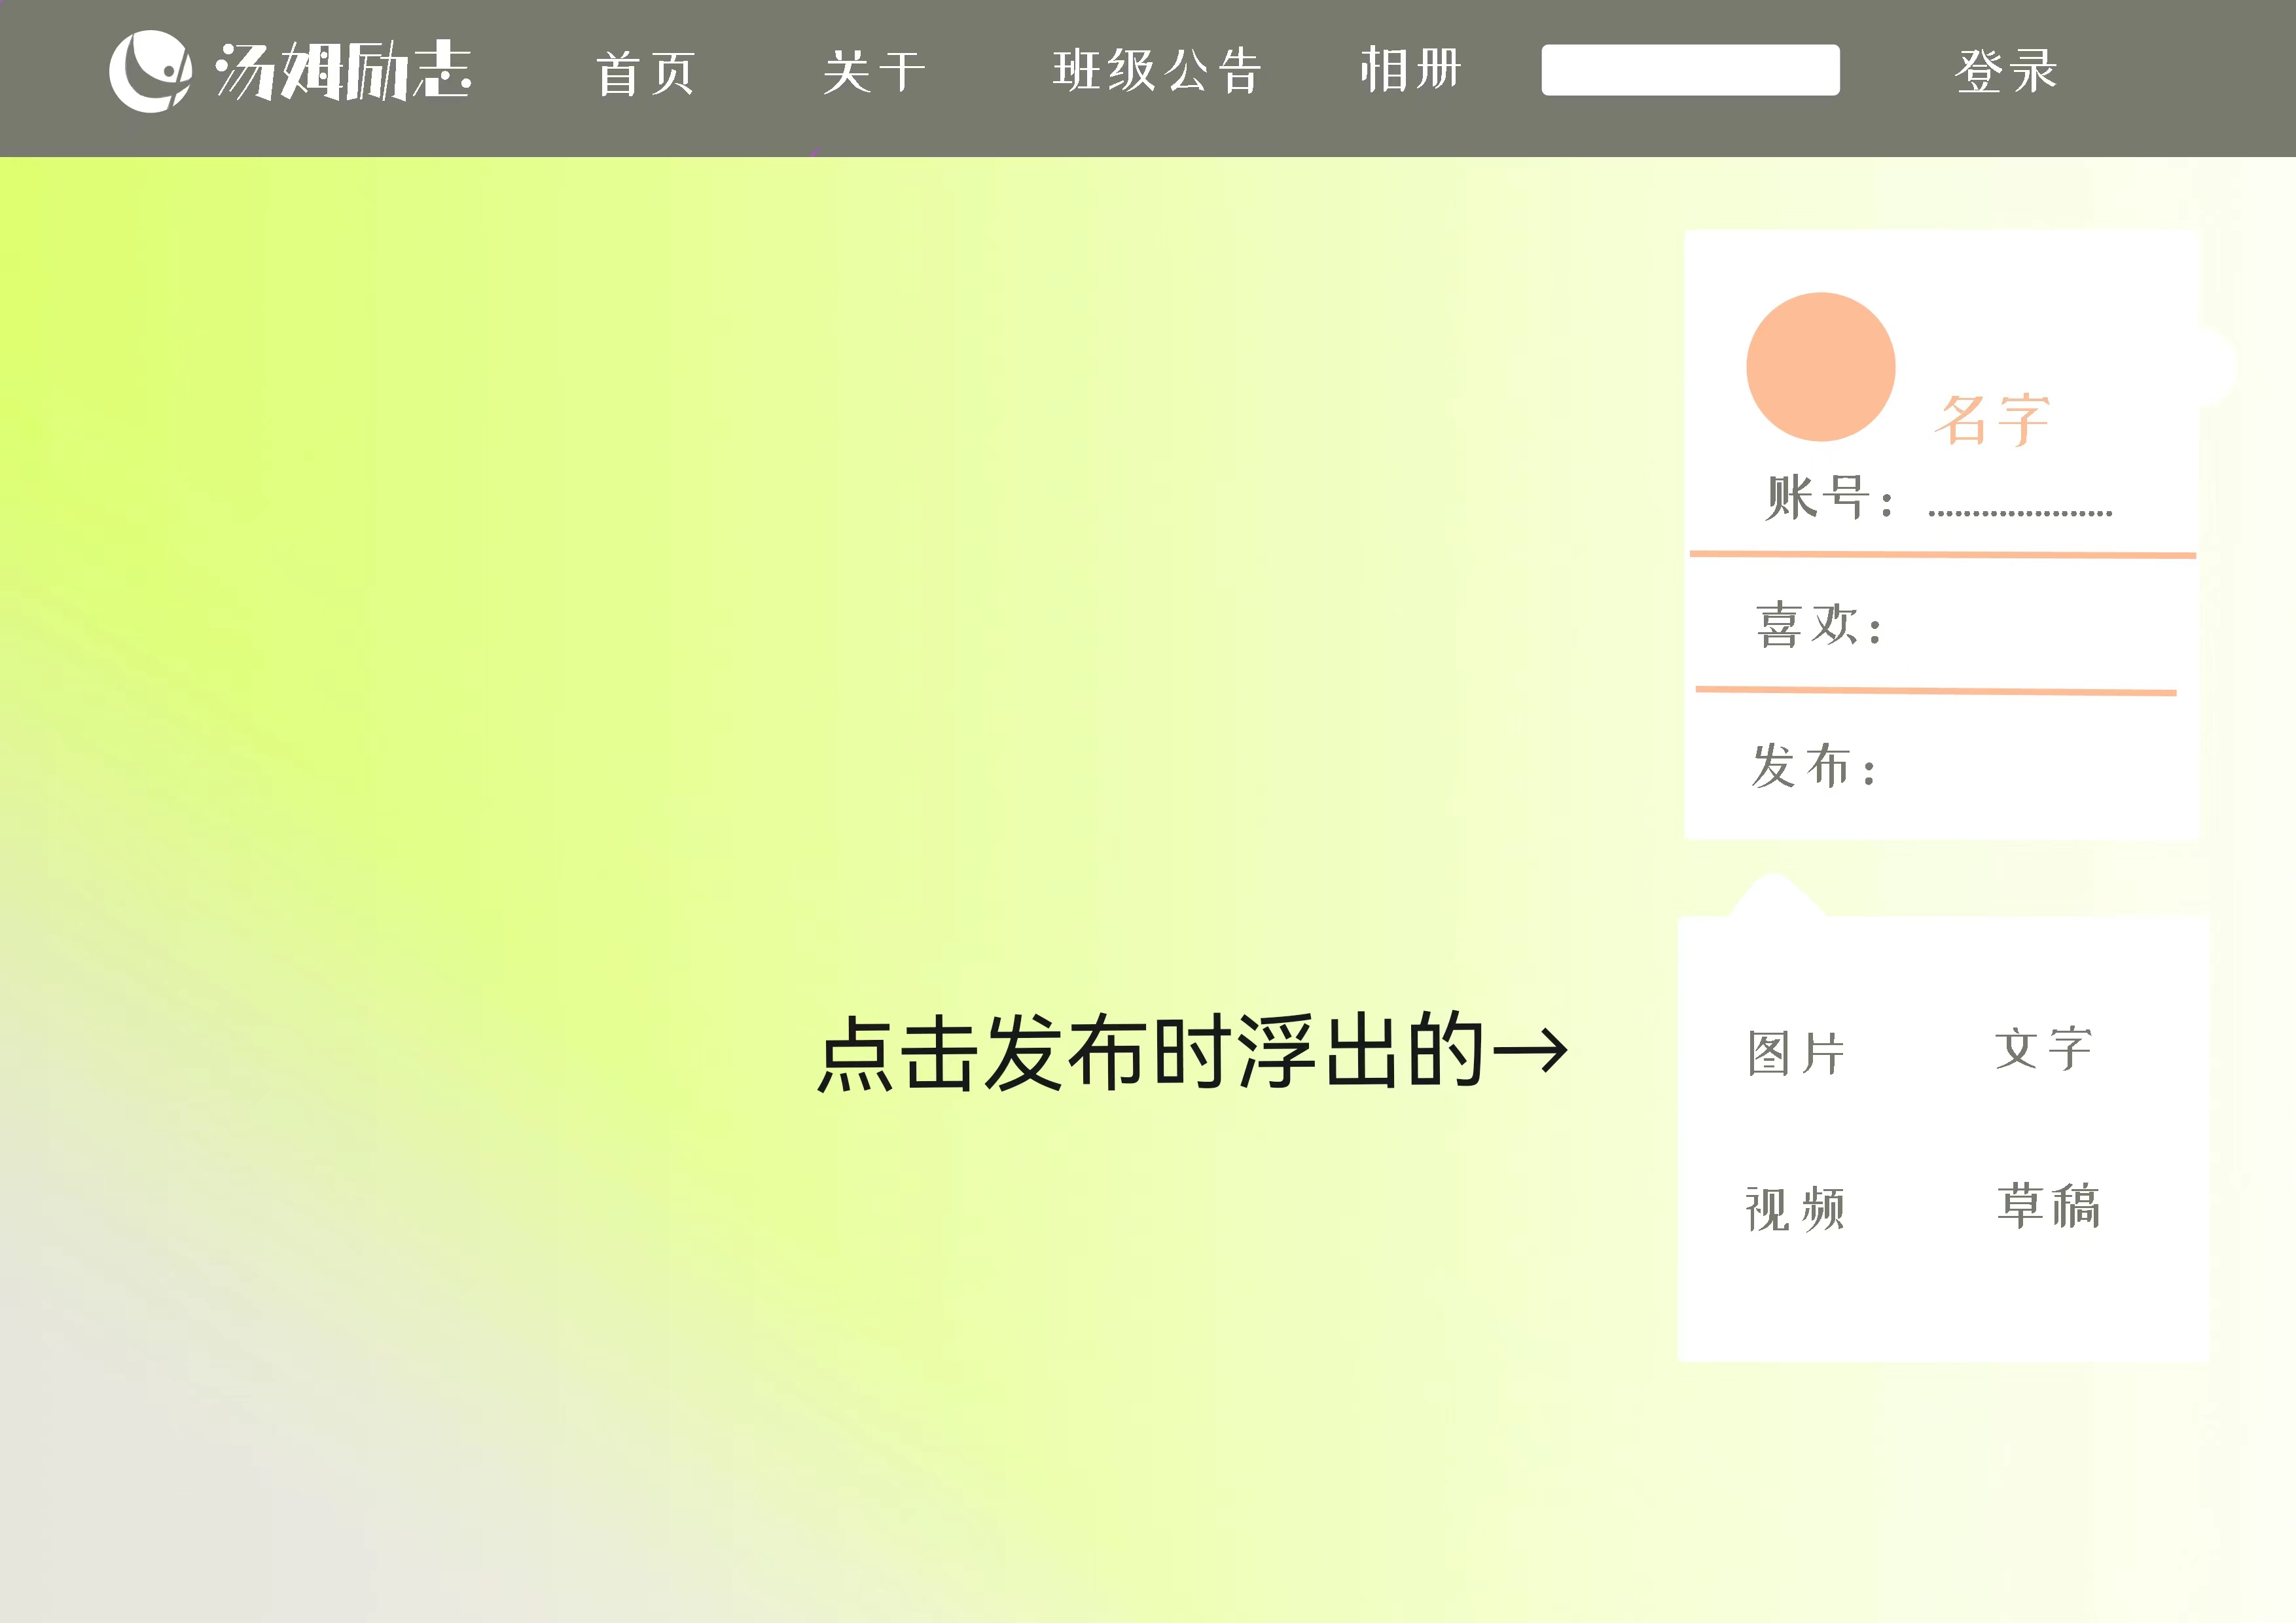 汤姆励志 首页 关于 班级公告 相册 登录
名字
账号：.....................
喜欢：
发布：
点击发布时浮出的→
图片 文字
视频 草稿